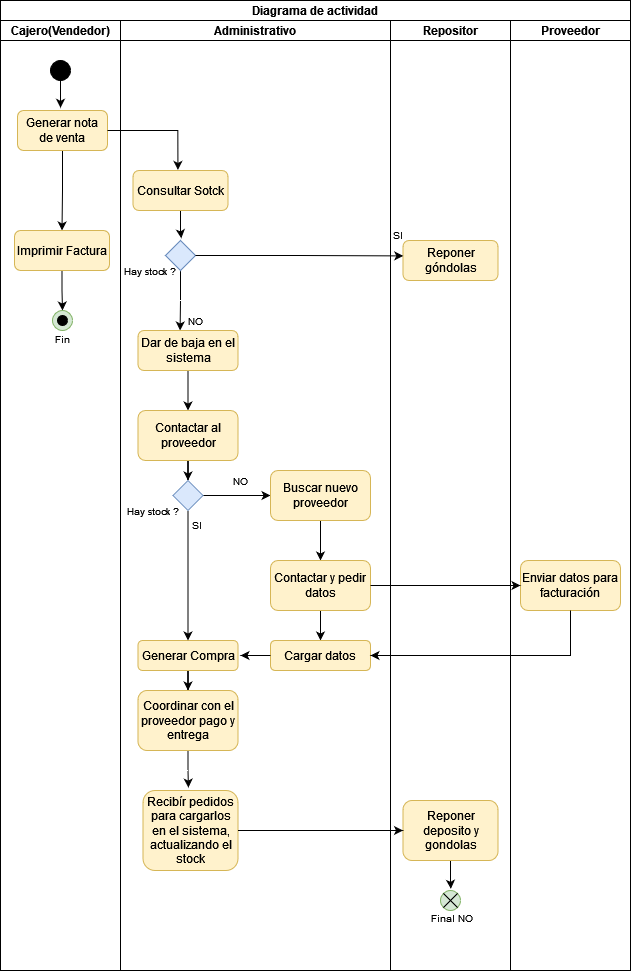 Diagrama de actividad
Cajero(Vendedor)
Administrativo
Repositor
Proveedor
Generar nota
de venta
Consultar Sotck
Imprimir Factura
SI
Reponer
góndolas
Hay stock ?
NO
Fin
Dar de baja en el
sistema
Contactar al
proveedor
NO
Buscar nuevo
proveedor
Hay stock ?
SI
Contactar y pedir
datos
Enviar datos para
facturación
Generar Compra
Cargar datos
Coordinar con el
proveedor pago y
entrega
Recibír pedidos
para cargarlos
en el sistema,
actualizando el
stock
Reponer
deposito y
gondolas
Final NO